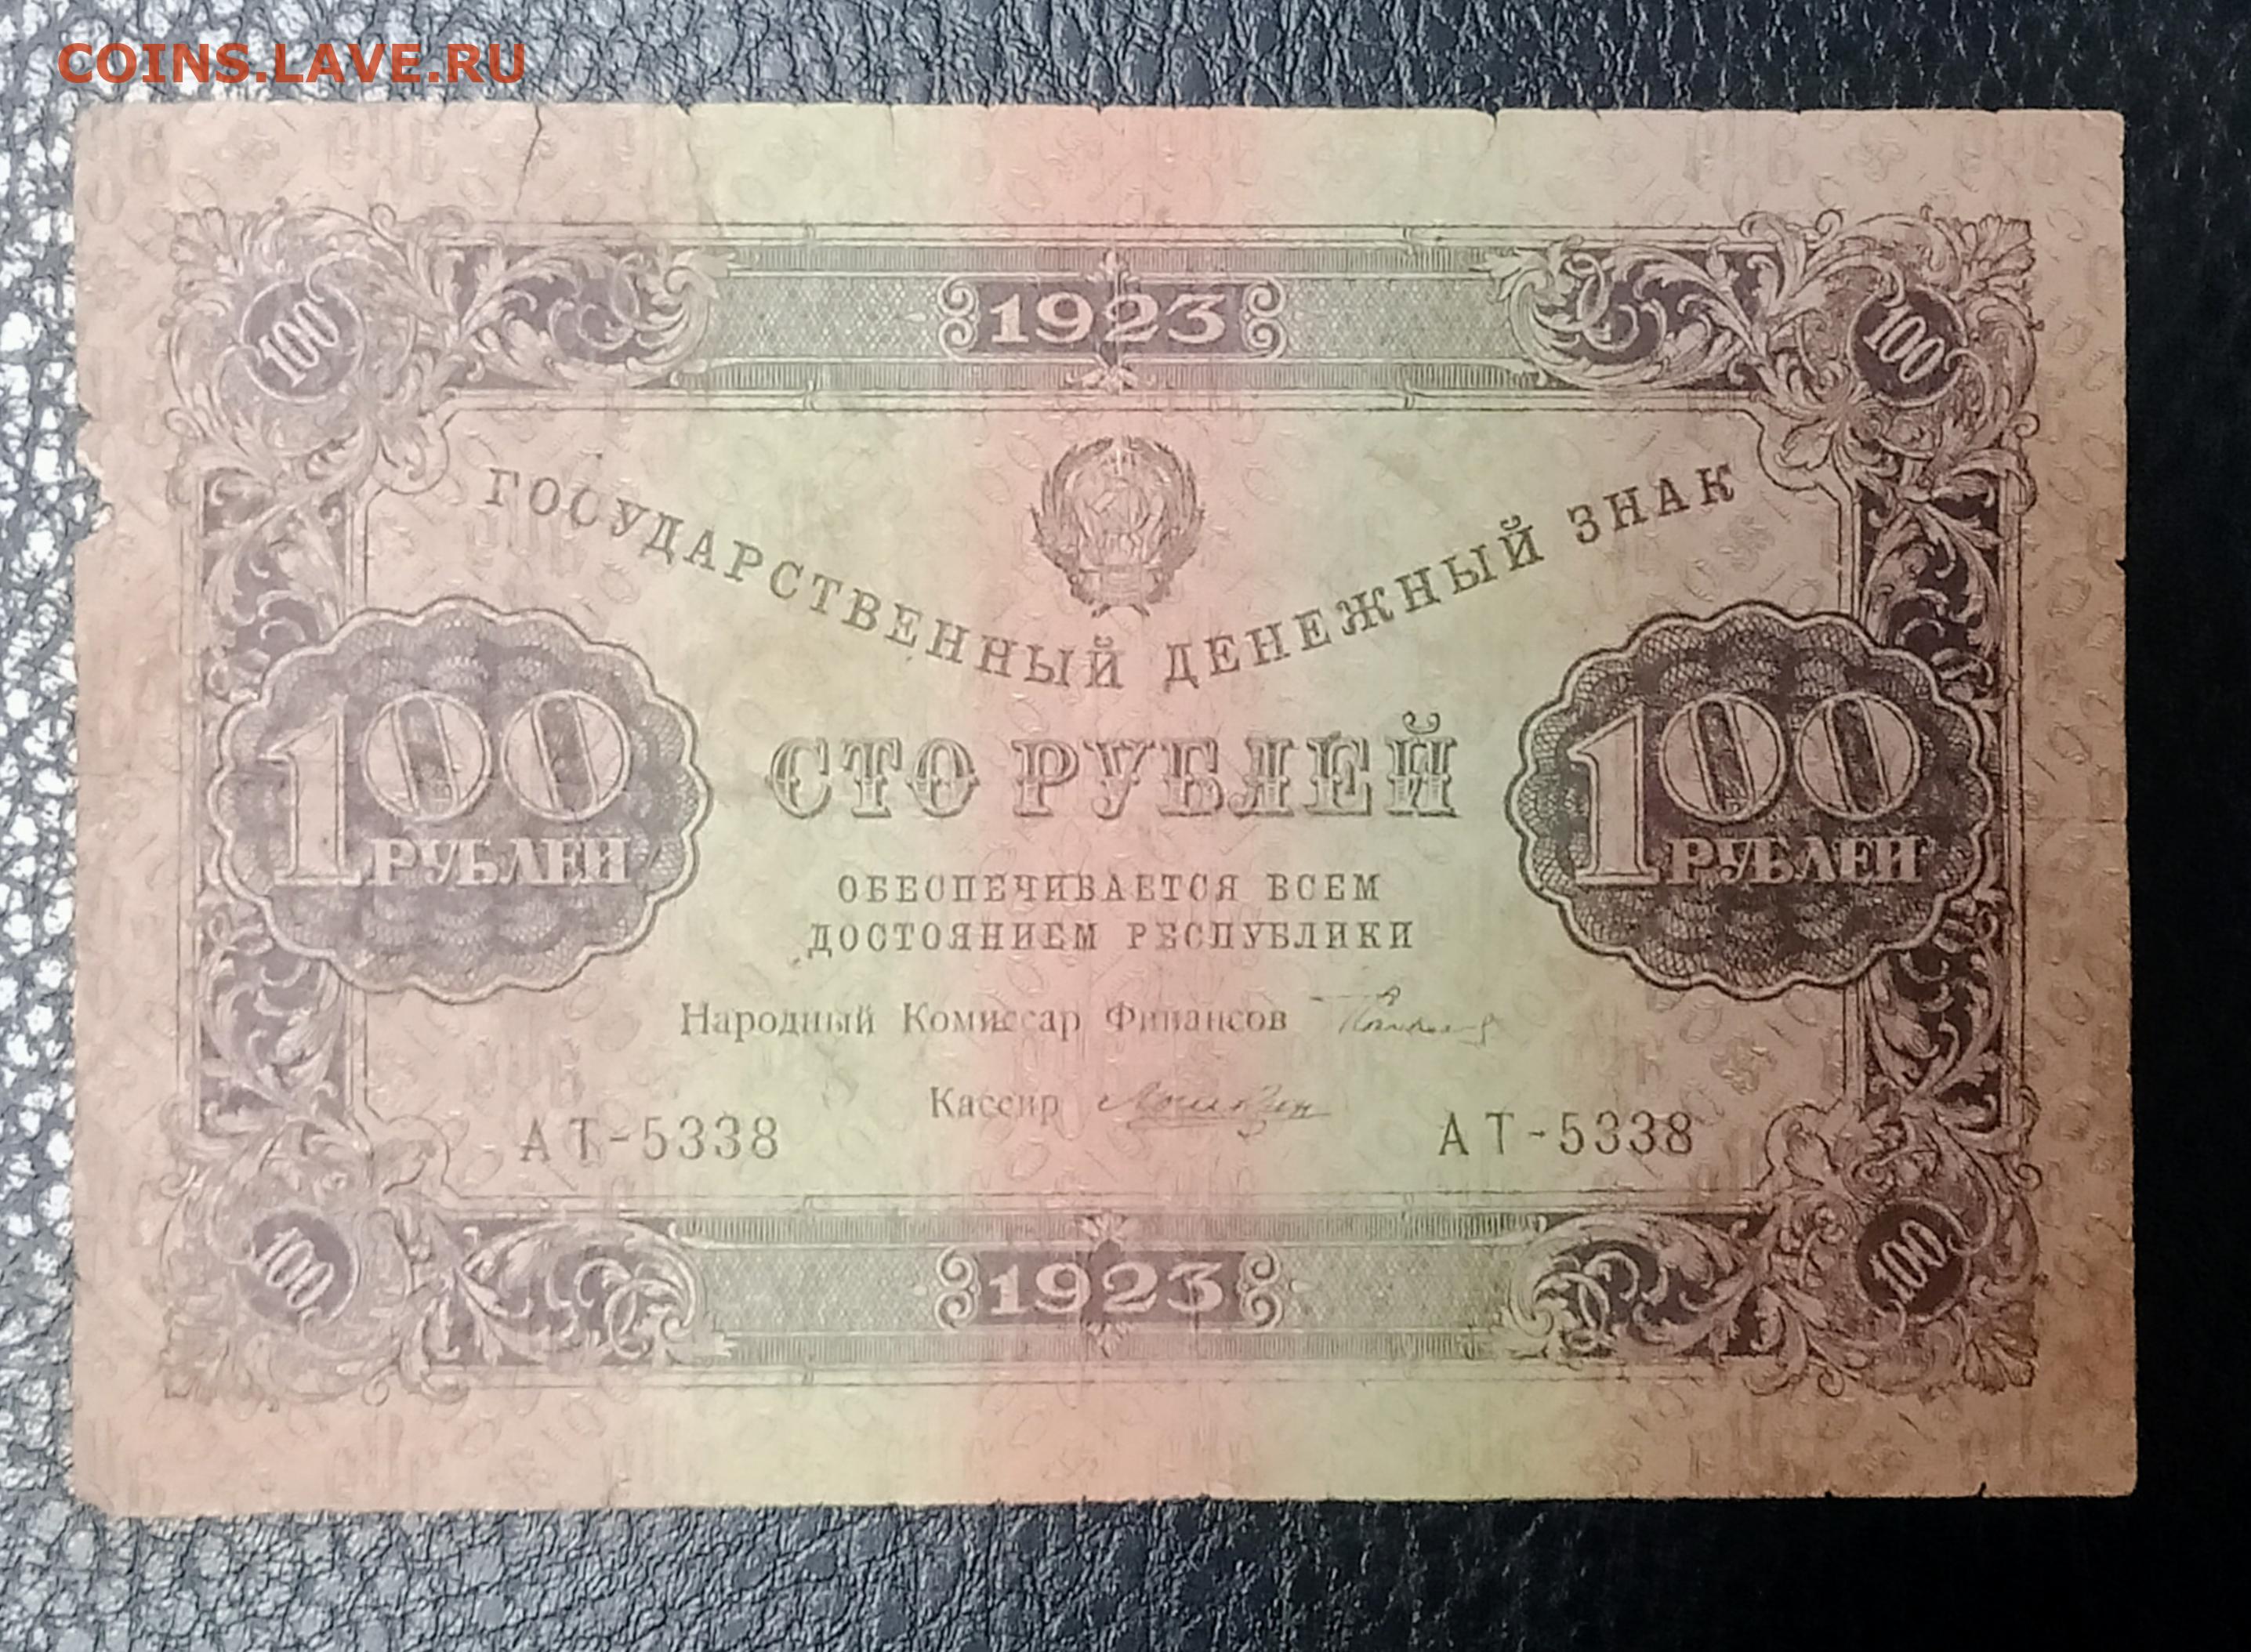 COINS.LAVE.RU
1923
100 100
ГОСУДАРСТВЕННЫЙ ДЕНЕЖНЫЙ ЗНАК
100 РУБЛЕЙ
СТО РУБЛЕЙ
100 РУБЛЕЙ
ОБЕСПЕЧИВАЕТСЯ ВСЕМ
ДОСТОЯНИЕМ РЕСПУБЛИКИ
Народный Комиссар Финансов
Кассир
АТ-5338 АТ-5338
100 1923 100